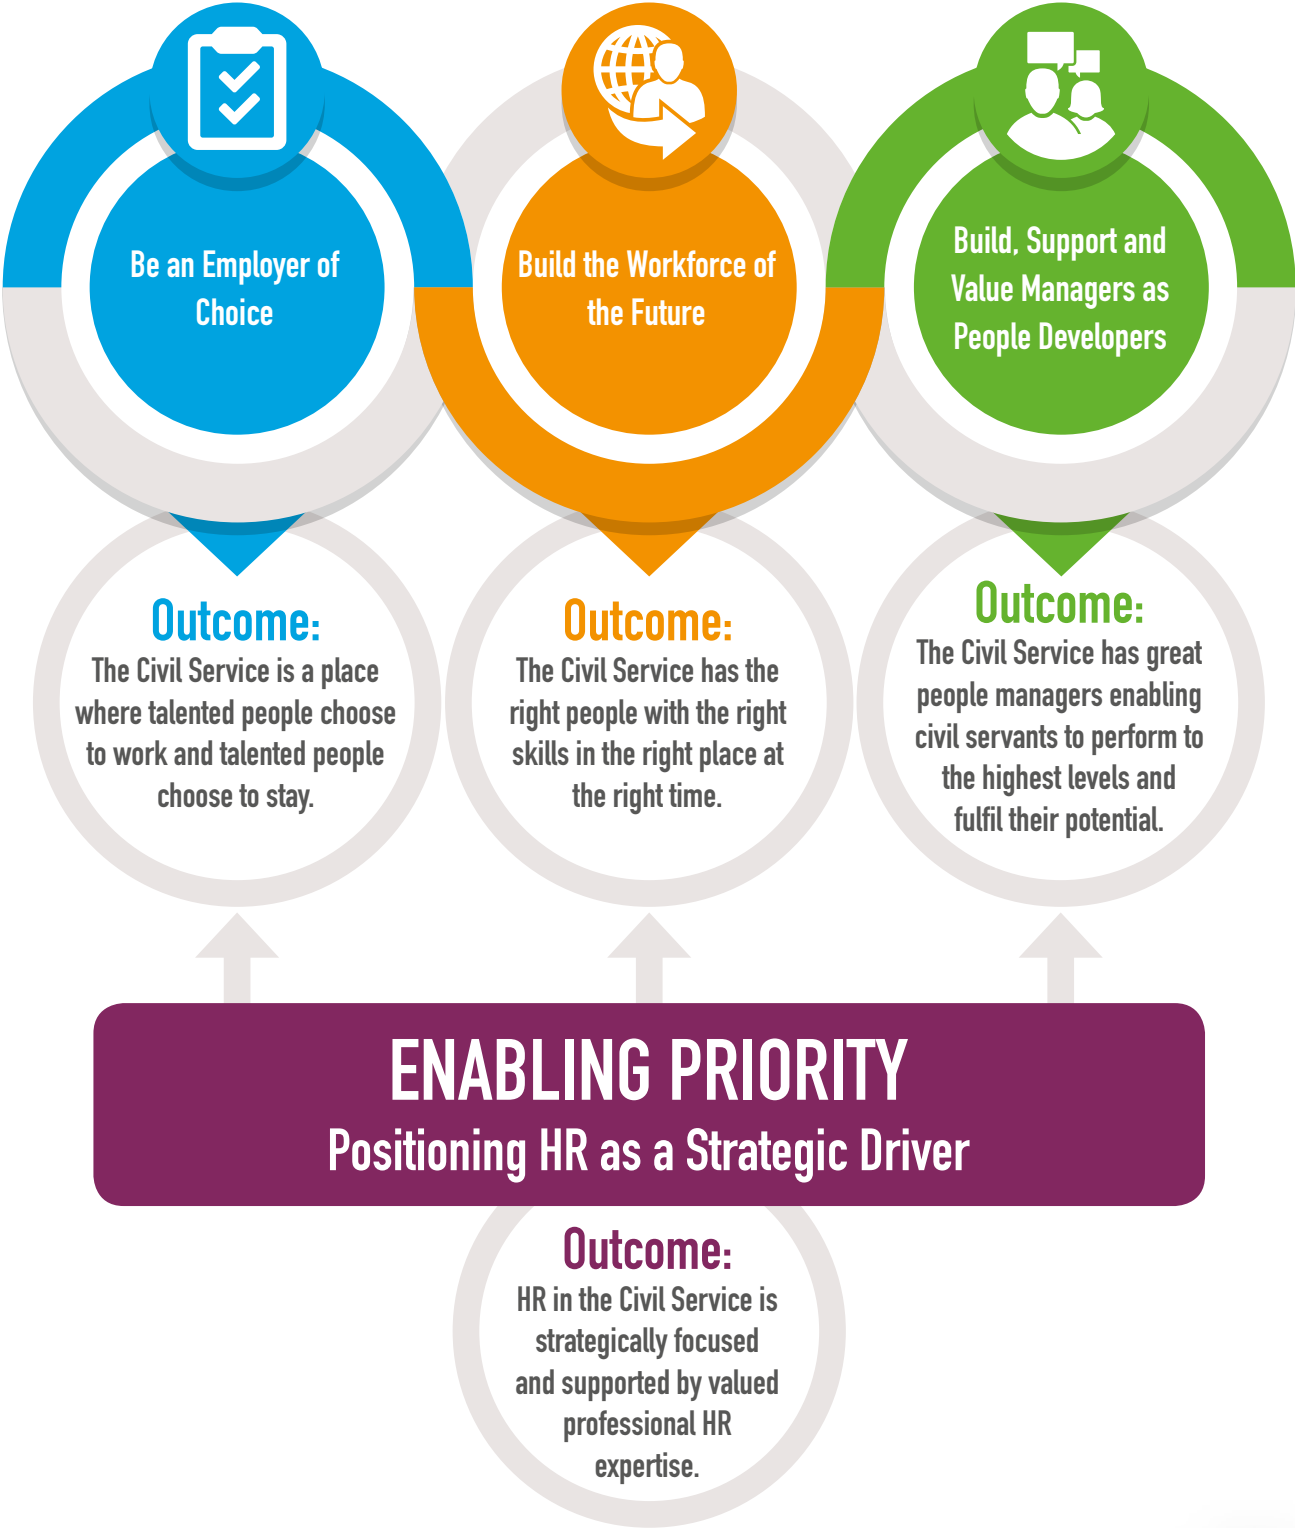 Be an Employer of
Choice
Build the Workforce of
the Future
Build, Support and
Value Managers as
People Developers
Outcome:
The Civil Service is a place
where talented people choose
to work and talented people
choose to stay.
Outcome:
The Civil Service has the
right people with the right
skills in the right place at
the right time.
Outcome:
The Civil Service has great
people managers enabling
civil servants to perform to
the highest levels and
fulfil their potential.
ENABLING PRIORITY
Positioning HR as a Strategic Driver
Outcome:
HR in the Civil Service is
strategically focused
and supported by valued
professional HR
expertise.